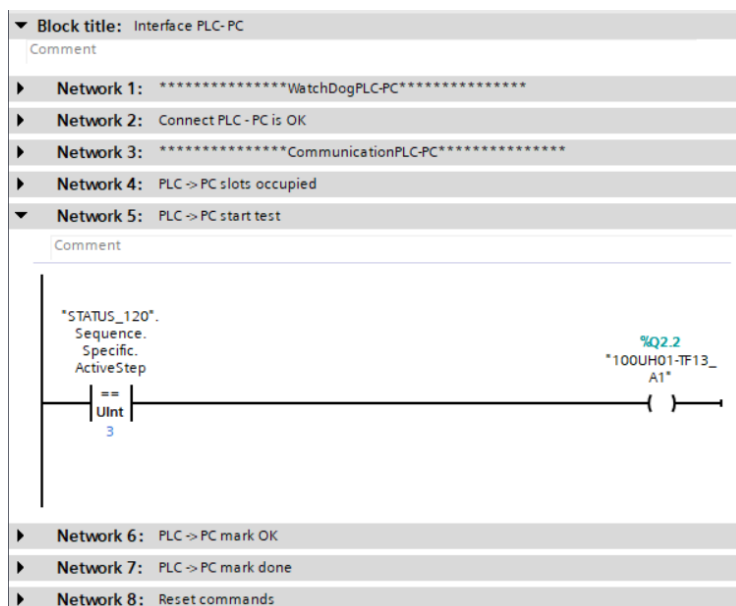 Block title: Interface PLC-PC
Comment
Network 1: ***************WatchDogPLC-PC***************
Network 2: Connect PLC - PC is OK
Network 3: ***************CommunicationPLC-PC***************
Network 4: PLC -> PC slots occupied
Network 5: PLC -> PC start test
Comment
"STATUS_120".
Sequence.
Specific.
ActiveStep
==
UInt
3
%Q2.2
"100UH01-TF13_
A1"
Network 6: PLC -> PC mark OK
Network 7: PLC -> PC mark done
Network 8: Reset commands